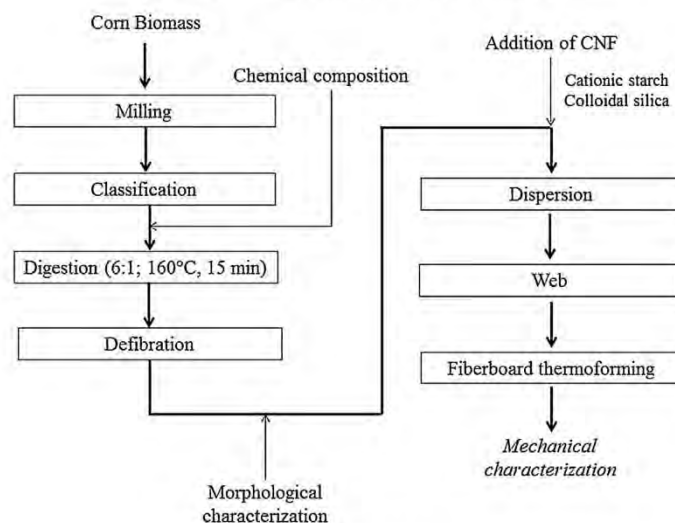 Corn Biomass
Chemical composition
Milling
Classification
Digestion (6:1; 160°C, 15 min)
Defibration
Morphological
characterization
Addition of CNF
Cationic starch
Colloidal silica
Dispersion
Web
Fiberboard thermoforming
Mechanical
characterization